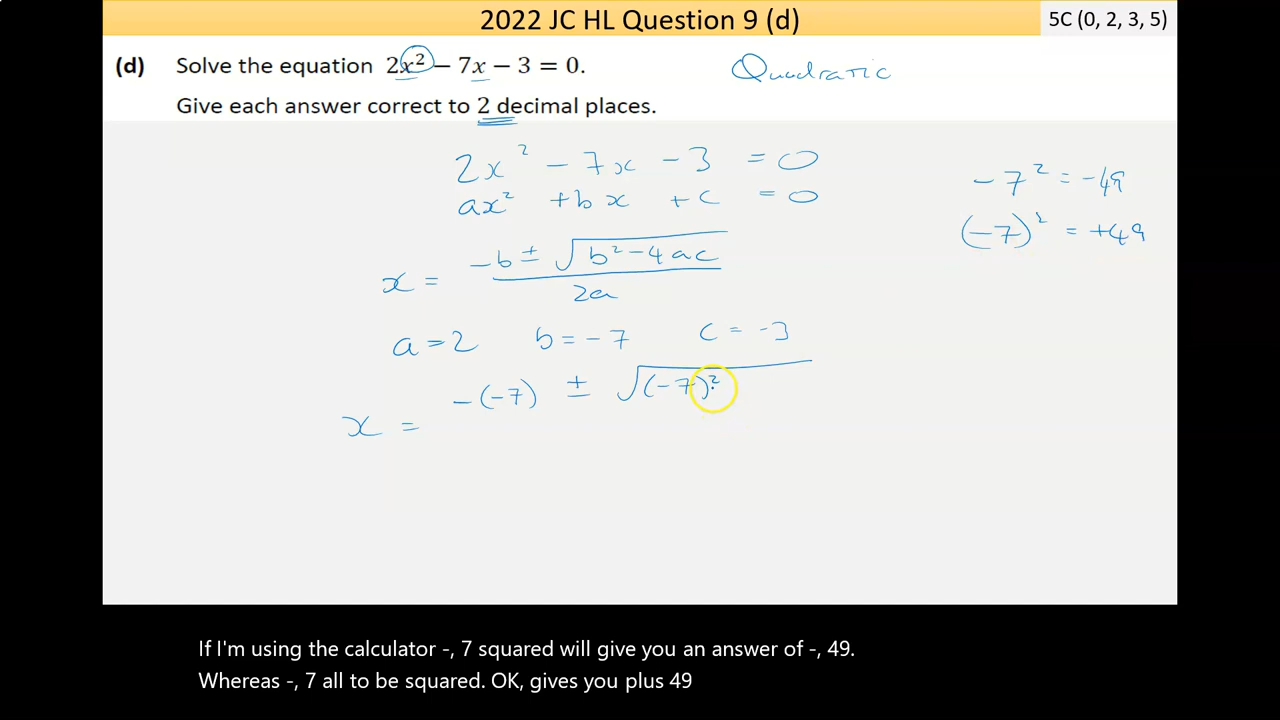 2022 JC HL Question 9 (d)
5C (0, 2, 3, 5)
(d) Solve the equation 2x² − 7x − 3 = 0.
Quadratic
Give each answer correct to 2 decimal places.
2x² − 7x − 3 = 0
ax² + bx + c = 0
−7² = −49
(−7)² = +49
x = −b ± √b² − 4ac
2a
a = 2 b = −7 c = −3
x = −(−7) ± √(−7)²
If I'm using the calculator -, 7 squared will give you an answer of -, 49.
Whereas -, 7 all to be squared. OK, gives you plus 49